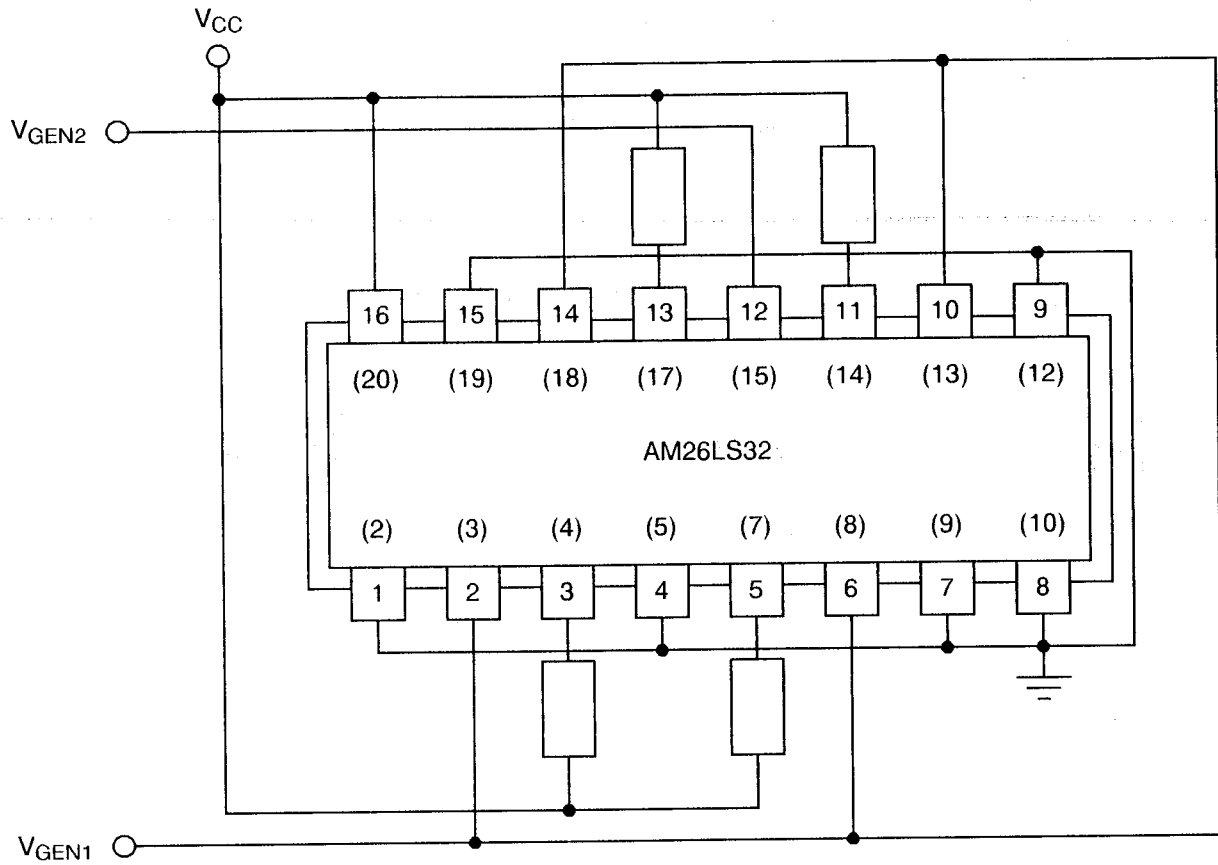 VCC
VGEN2
16 15 14 13 12 11 10 9
(20) (19) (18) (17) (15) (14) (13) (12)
AM26LS32
(2) (3) (4) (5) (7) (8) (9) (10)
1 2 3 4 5 6 7 8
VGEN1